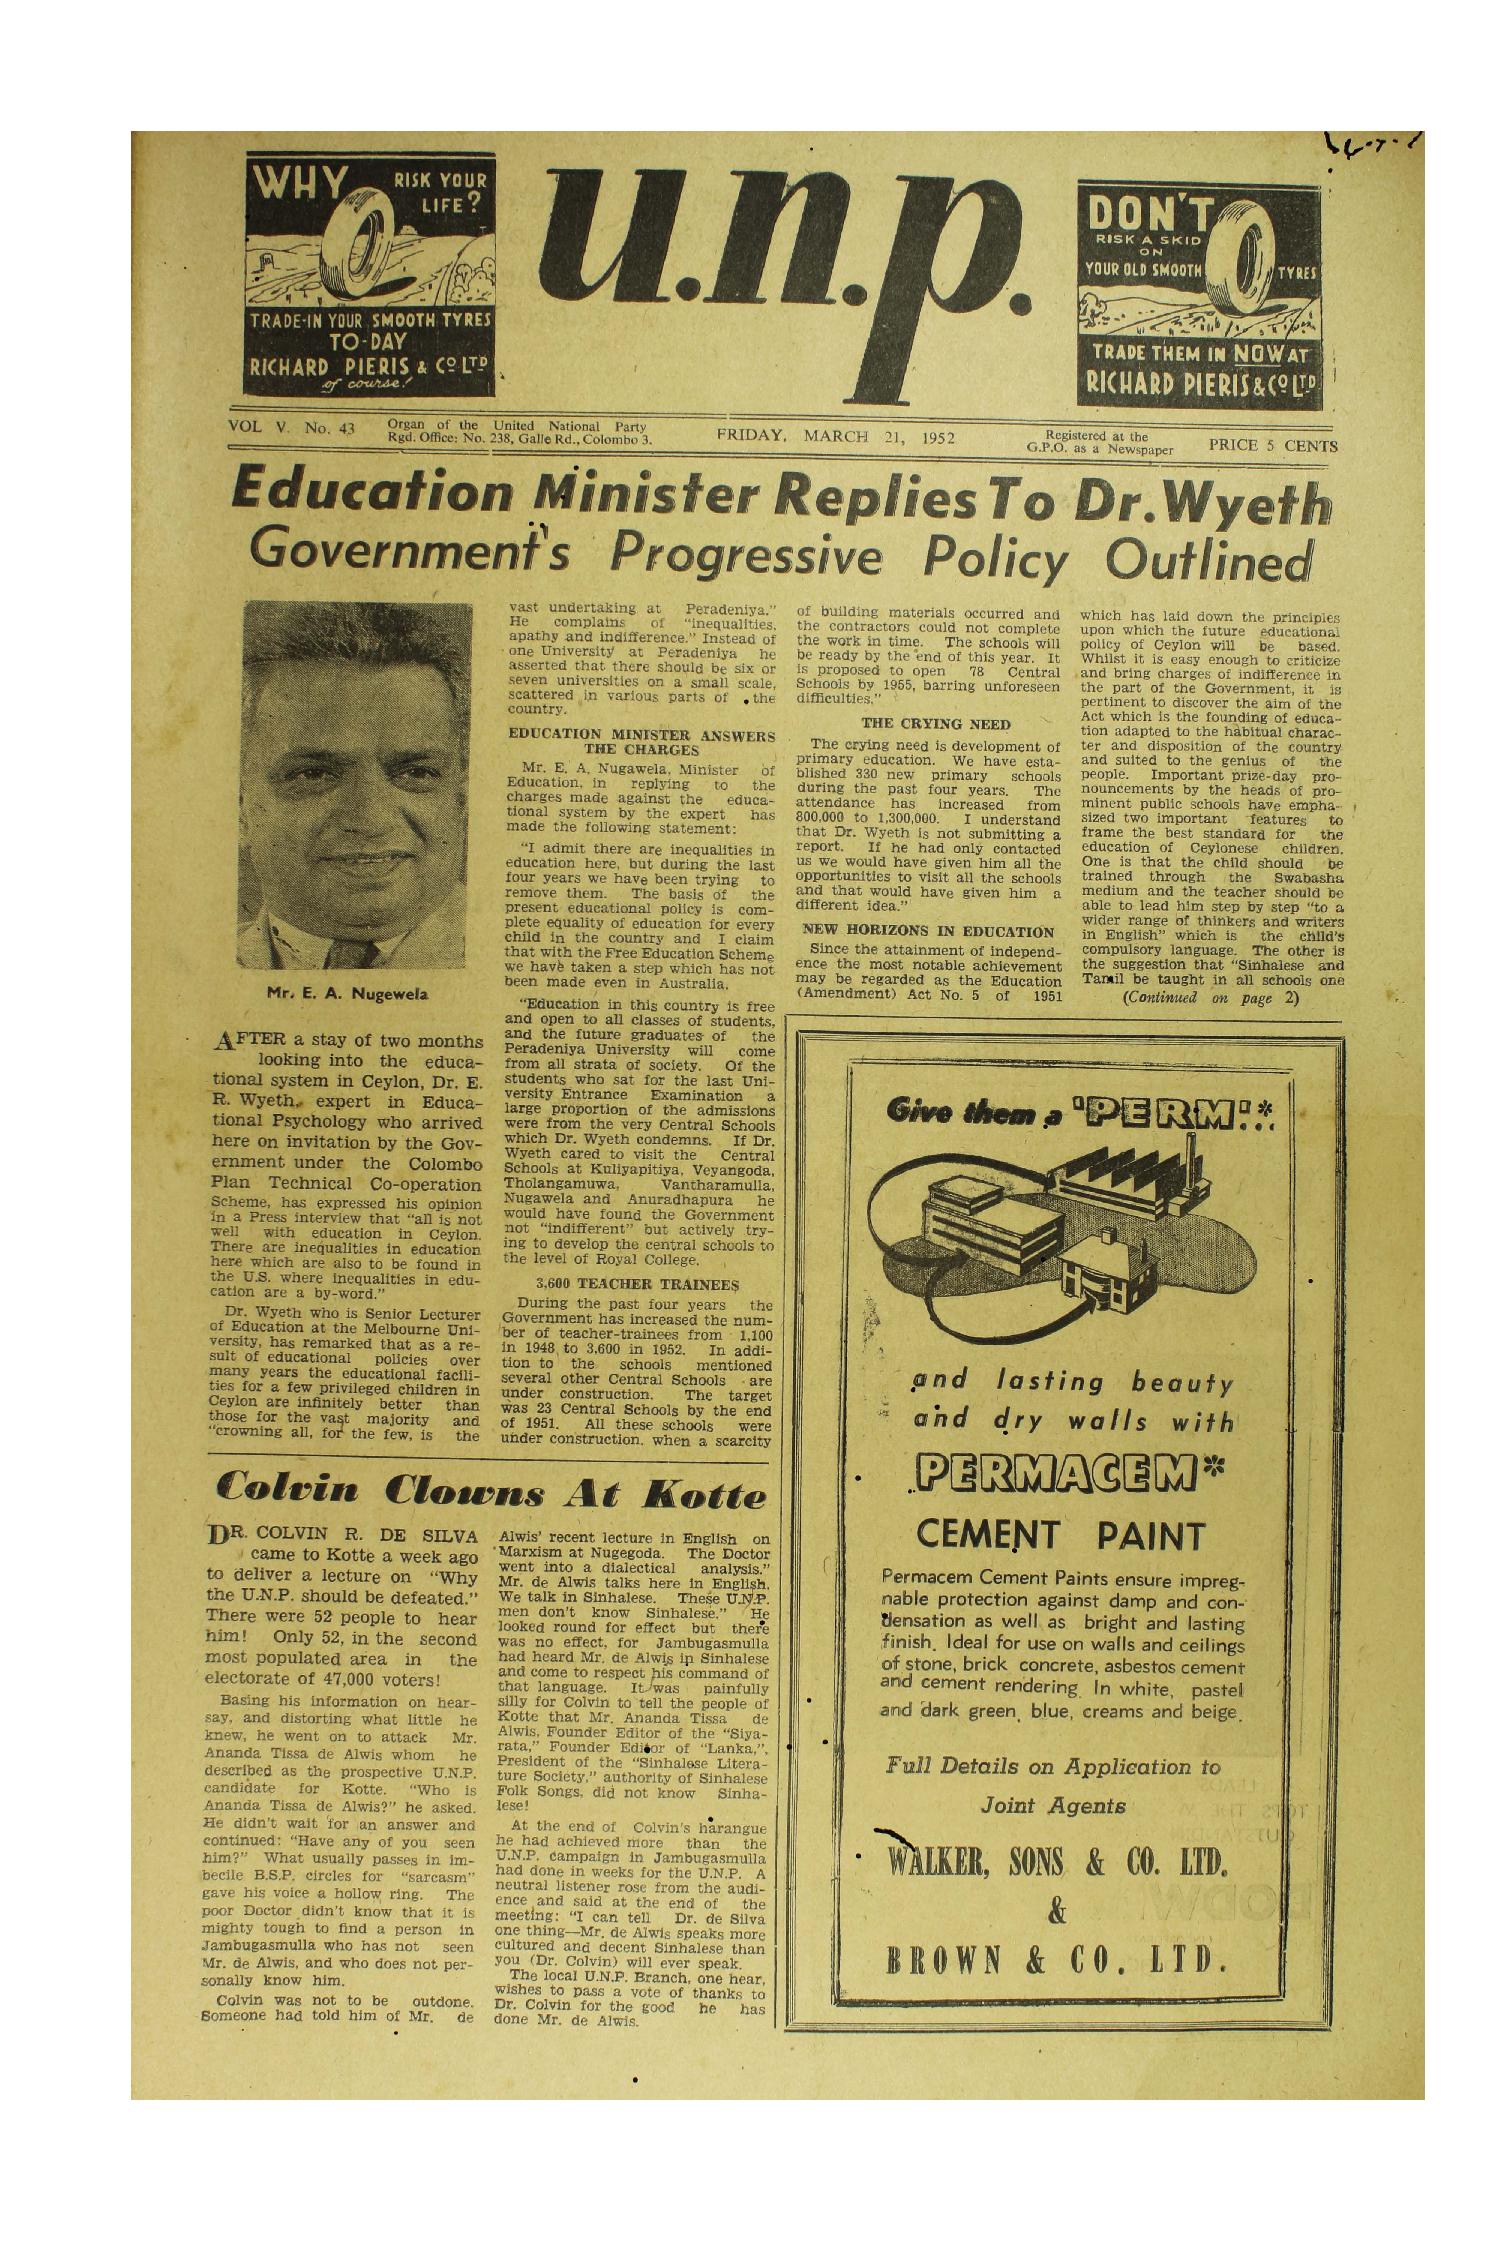 WHY RISK YOUR
LIFE?
TRADE-IN YOUR SMOOTH TYRES
TO-DAY
RICHARD PIERIS & CO LTD
of course!
u.n.p.
DON'T
RISK A SKID
ON
YOUR OLD SMOOTH TYRES
TRADE THEM IN NOW AT
RICHARD PIERIS & CO LTD
VOL V. No. 43
Organ of the United National Party
Rgd. Office: No. 238, Galle Rd., Colombo 3.
FRIDAY, MARCH 21, 1952
Registered at the
G.P.O. as a Newspaper
PRICE 5 CENTS
Education Minister Replies To Dr. Wyeth
Government's Progressive Policy Outlined
Mr. E. A. Nugewela
AFTER a stay of two months
looking into the educa-
tional system in Ceylon, Dr. E.
R. Wyeth, expert in Educa-
tional Psychology who arrived
here on invitation by the Gov-
ernment under the Colombo
Plan Technical Co-operation
Scheme, has expressed his opinion
in a Press interview that "all is not
well with education in Ceylon.
There are inequalities in education
here which are also to be found in
the U.S. where inequalities in edu-
cation are a by-word."
Dr. Wyeth who is Senior Lecturer
of Education at the Melbourne Uni-
versity, has remarked that as a re-
sult of educational policies over
many years the educational facili-
ties for a few privileged children in
Ceylon are infinitely better than
those for the vast majority and
"crowning all, for the few, is the
vast undertaking at Peradeniya."
He complains of "inequalities,
apathy and indifference." Instead of
one University at Peradeniya he
asserted that there should be six or
seven universities on a small scale,
scattered in various parts of the
country.
EDUCATION MINISTER ANSWERS
THE CHARGES
Mr. E. A. Nugawela, Minister of
Education, in replying to the
charges made against the educa-
tional system by the expert has
made the following statement:
"I admit there are inequalities in
education here, but during the last
four years we have been trying to
remove them. The basis of the
present educational policy is com-
plete equality of education for every
child in the country and I claim
that with the Free Education Scheme
we have taken a step which has not
been made even in Australia.
"Education in this country is free
and open to all classes of students,
and the future graduates of the
Peradeniya University will come
from all strata of society. Of the
students who sat for the last Uni-
versity Entrance Examination a
large proportion of the admissions
were from the very Central Schools
which Dr. Wyeth condemns. If Dr.
Wyeth cared to visit the Central
Schools at Kuliyapitiya, Veyangoda,
Tholangamuwa, Vantharamulla,
Nugawela and Anuradhapura he
would have found the Government
not "indifferent" but actively try-
ing to develop the central schools to
the level of Royal College.
3,600 TEACHER TRAINEES
During the past four years the
Government has increased the num-
ber of teacher-trainees from 1,100
in 1948 to 3,600 in 1952. In addi-
tion to the schools mentioned
several other Central Schools are
under construction. The target
was 23 Central Schools by the end
of 1951. All these schools were
under construction, when a scarcity
of building materials occurred and
the contractors could not complete
the work in time. The schools will
be ready by the end of this year. It
is proposed to open 78 Central
Schools by 1955, barring unforeseen
difficulties."
THE CRYING NEED
The crying need is development of
primary education. We have esta-
blished 330 new primary schools
during the past four years. The
attendance has increased from
800,000 to 1,300,000. I understand
that Dr. Wyeth is not submitting a
report. If he had only contacted
us we would have given him all the
opportunities to visit all the schools
and that would have given him a
different idea."
NEW HORIZONS IN EDUCATION
Since the attainment of independ-
ence the most notable achievement
may be regarded as the Education
(Amendment) Act No. 5 of 1951
which has laid down the principles
upon which the future educational
policy of Ceylon will be based.
Whilst it is easy enough to criticize
and bring charges of indifference in
the part of the Government, it is
pertinent to discover the aim of the
Act which is the founding of educa-
tion adapted to the habitual charac-
ter and disposition of the country
and suited to the genius of the
people. Important prize-day pro-
nouncements by the heads of pro-
minent public schools have empha-
sized two important features to
frame the best standard for the
education of Ceylonese children.
One is that the child should be
trained through the Swabasha
medium and the teacher should be
able to lead him step by step "to a
wider range of thinkers and writers
in English" which is the child's
compulsory language. The other is
the suggestion that "Sinhalese and
Tamil be taught in all schools one
(Continued on page 2)
Colvin Clowns At Kotte
DR. COLVIN R. DE SILVA
came to Kotte a week ago
to deliver a lecture on "Why
the U.N.P. should be defeated."
There were 52 people to hear
him! Only 52, in the second
most populated area in the
electorate of 47,000 voters!
Basing his information on hear-
say, and distorting what little he
knew, he went on to attack Mr.
Ananda Tissa de Alwis whom he
described as the prospective U.N.P.
candidate for Kotte. "Who is
Ananda Tissa de Alwis?" he asked.
He didn't wait for an answer and
continued: "Have any of you seen
him?" What usually passes in im-
becile B.S.P. circles for "sarcasm"
gave his voice a hollow ring. The
poor Doctor didn't know that it is
mighty tough to find a person in
Jambugasmulla who has not seen
Mr. de Alwis, and who does not per-
sonally know him.
Colvin was not to be outdone.
Someone had told him of Mr. de
Alwis' recent lecture in English on
Marxism at Nugegoda. The Doctor
went into a dialectical analysis."
Mr. de Alwis talks here in English.
We talk in Sinhalese. These U.N.P.
men don't know Sinhalese." He
looked round for effect but there
was no effect, for Jambugasmulla
had heard Mr. de Alwis in Sinhalese
and come to respect his command of
that language. It was painfully
silly for Colvin to tell the people of
Kotte that Mr. Ananda Tissa de
Alwis, Founder Editor of the "Siya-
rata," Founder Editor of "Lanka,",
President of the "Sinhalese Litera-
ture Society," authority of Sinhalese
Folk Songs, did not know Sinha-
lese!
At the end of Colvin's harangue
he had achieved more than the
U.N.P. campaign in Jambugasmulla
had done in weeks for the U.N.P. A
neutral listener rose from the audi-
ence and said at the end of the
meeting: "I can tell Dr. de Silva
one thing—Mr. de Alwis speaks more
cultured and decent Sinhalese than
you (Dr. Colvin) will ever speak.
The local U.N.P. Branch, one hear,
wishes to pass a vote of thanks to
Dr. Colvin for the good he has
done Mr. de Alwis.
Give them a 'PERM'*...
and lasting beauty
and dry walls with
PERMACEM*
CEMENT PAINT
Permacem Cement Paints ensure impreg-
nable protection against damp and con-
densation as well as bright and lasting
finish. Ideal for use on walls and ceilings
of stone, brick concrete, asbestos cement
and cement rendering. In white, pastel
and dark green, blue, creams and beige.
Full Details on Application to
Joint Agents
WALKER, SONS & CO. LTD.
&
BROWN & CO. LTD.